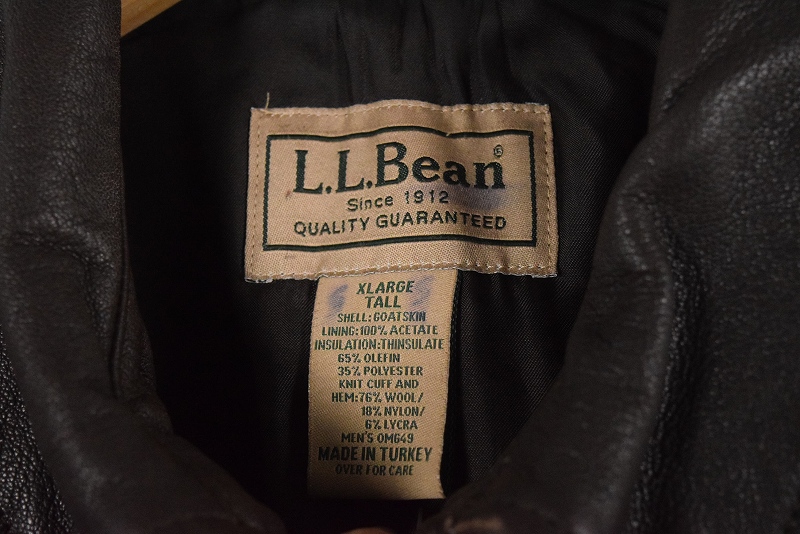 L.L.Bean®
Since 1912
QUALITY GUARANTEED
XLARGE
TALL
SHELL: GOATSKIN
LINING: 100% ACETATE
INSULATION: THINSULATE
65% OLEFIN
35% POLYESTER
KNIT CUFF AND
HEM: 76% WOOL/
18% NYLON/
6% LYCRA
MEN'S OM649
MADE IN TURKEY
OVER FOR CARE